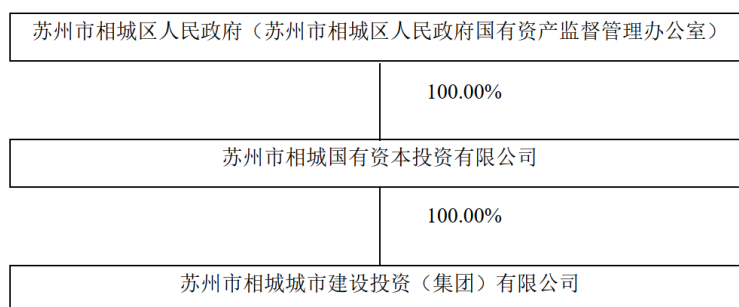 苏州市相城区人民政府（苏州市相城区人民政府国有资产监督管理办公室）
100.00%
苏州市相城国有资本投资有限公司
100.00%
苏州市相城城市建设投资（集团）有限公司